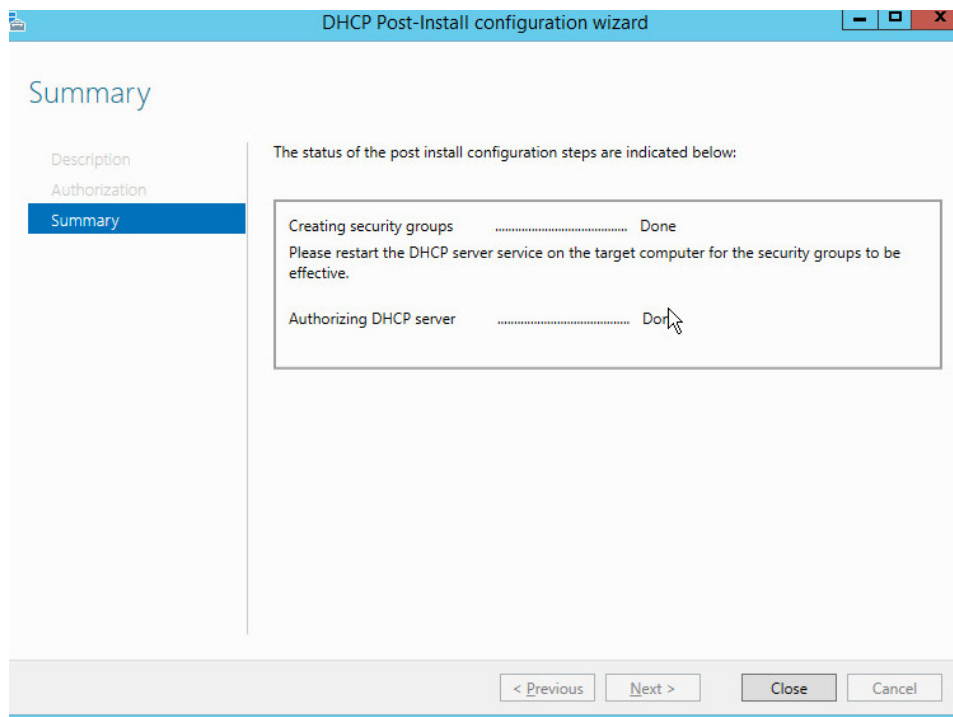 DHCP Post-Install configuration wizard
Summary
Description
Authorization
Summary
The status of the post install configuration steps are indicated below:
Creating security groups ........................................ Done
Please restart the DHCP server service on the target computer for the security groups to be
effective.
Authorizing DHCP server ........................................
< Previous
Next >
Close
Cancel